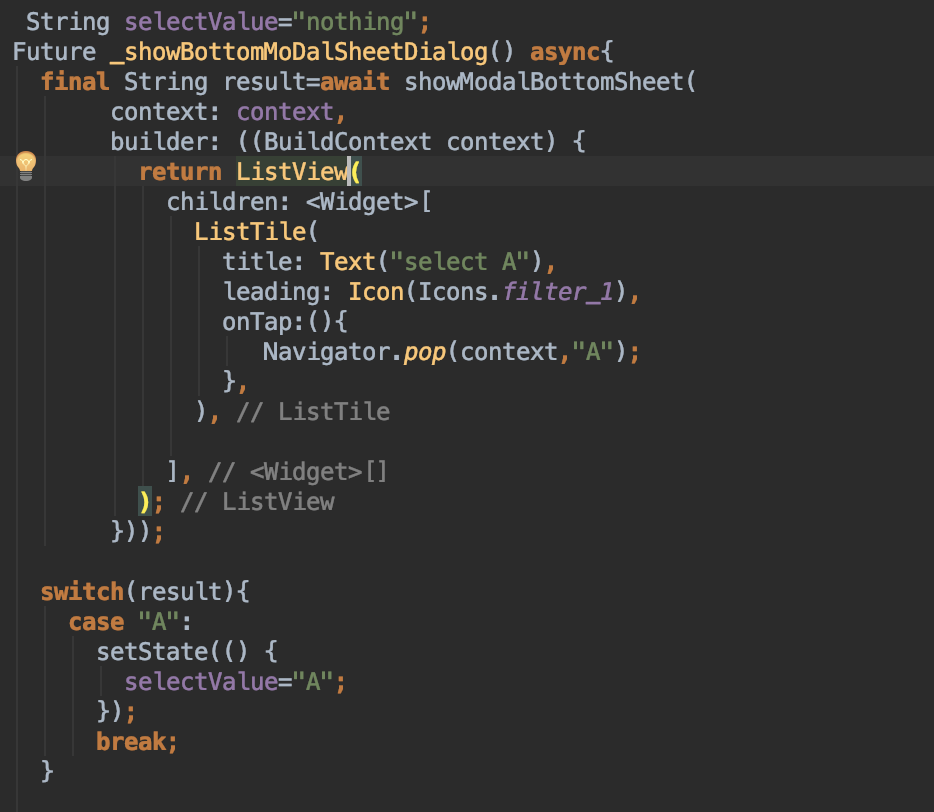 String selectValue="nothing";
Future _showBottomMoDalSheetDialog() async{
final String result=await showModalBottomSheet(
context: context,
builder: ((BuildContext context) {
return ListView(
children: <Widget>[
ListTile(
title: Text("select A"),
leading: Icon(Icons.filter_1),
onTap:(){
Navigator.pop(context,"A");
},
), // ListTile
], // <Widget>[]
); // ListView
}));
switch(result){
case "A":
setState(() {
selectValue="A";
});
break;
}